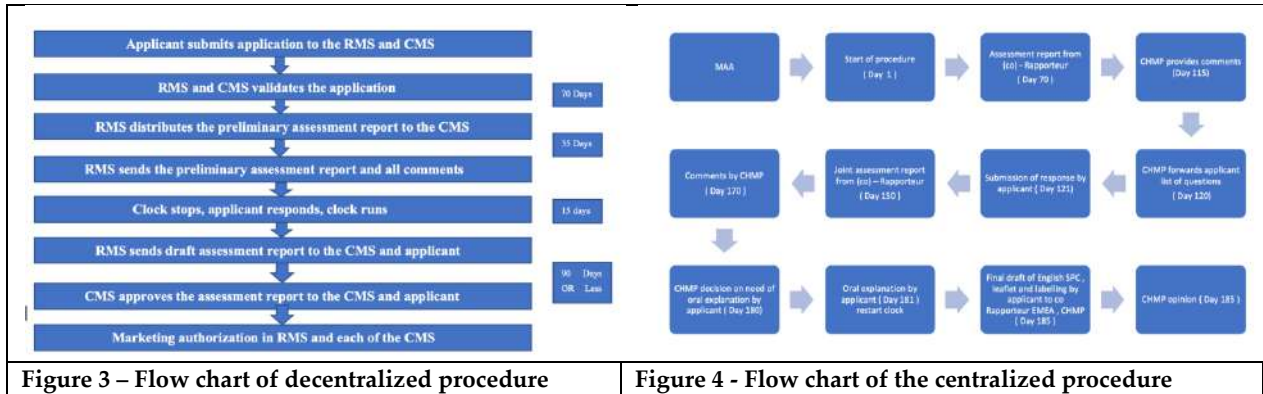 Applicant submits application to the RMS and CMS
RMS and CMS validates the application
70 Days
RMS distributes the preliminary assessment report to the CMS
35 Days
RMS sends the preliminary assessment report and all comments
Clock stops, applicant responds, clock runs
15 days
RMS sends draft assessment report to the CMS and applicant
90 Days
OR Less
CMS approves the assessment report to the CMS and applicant
Marketing authorization in RMS and each of the CMS
Figure 3 – Flow chart of decentralized procedure
MAA
Start of procedure
( Day 1 )
Assessment report from
(co) - Rapporteur
( Day 70 )
CHMP provides comments
(Day 115)
CHMP forwards applicant
list of questions
(Day 120)
Submission of response by
applicant ( Day 121)
Joint assessment report
from (co) – Rapporteur
( Day 150 )
Comments by CHMP
( Day 170 )
CHMP decision on need of
oral explanation by
applicant ( Day 180)
Oral explanation by
applicant ( Day 181 )
restart clock
Final draft of English SPC ,
leaflet and labelling by
applicant to co
Rapporteur EMEA , CHMP
( Day 185 )
CHMP opinion ( Day 185 )
Figure 4 - Flow chart of the centralized procedure